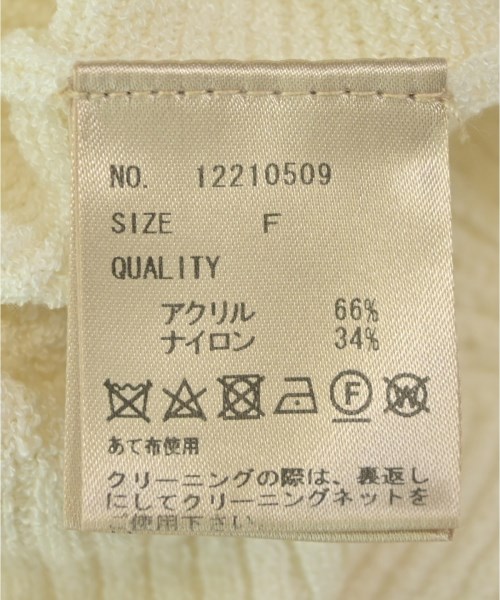 NO. 12210509
SIZE F
QUALITY
アクリル 66%
ナイロン 34%
F W
あて布使用
クリーニングの際は、裏返し
にしてクリーニングネットを
ご使用下さい。